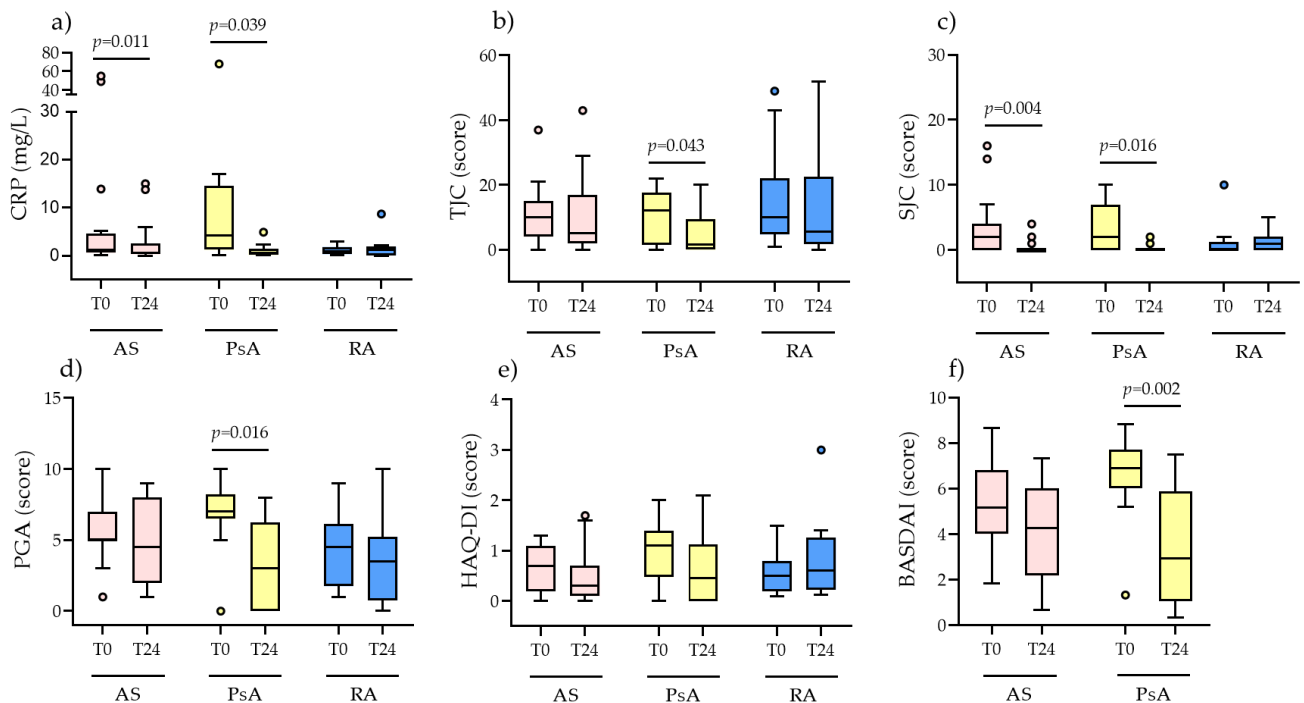 a)
p=0.011
p=0.039
CRP (mg/L)
80
60
40
30
20
10
0
T0 T24 T0 T24 T0 T24
AS PsA RA
b)
p=0.043
TJC (score)
60
40
20
0
T0 T24 T0 T24 T0 T24
AS PsA RA
c)
p=0.004
p=0.016
SJC (score)
30
20
10
0
T0 T24 T0 T24 T0 T24
AS PsA RA
d)
p=0.016
PGA (score)
15
10
5
0
T0 T24 T0 T24 T0 T24
AS PsA RA
e)
HAQ-DI (score)
4
3
2
1
0
T0 T24 T0 T24 T0 T24
AS PsA RA
f)
p=0.002
BASDAI (score)
10
8
6
4
2
0
T0 T24 T0 T24
AS PsA